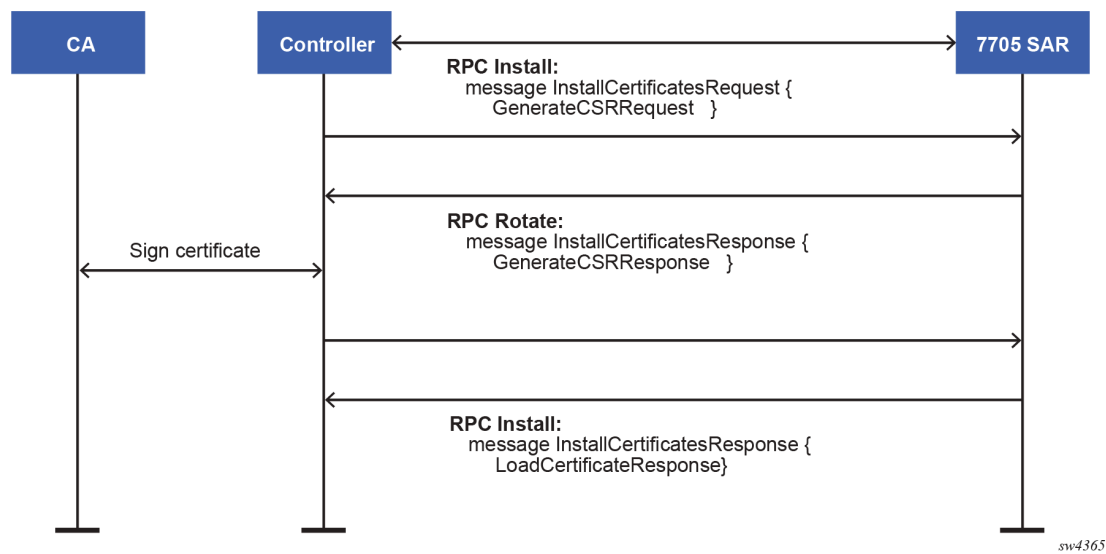 CA
Controller
7705 SAR
RPC Install:
message InstallCertificatesRequest {
GenerateCSRRequest }
RPC Rotate:
message InstallCertificatesResponse {
GenerateCSRResponse }
Sign certificate
RPC Install:
message InstallCertificatesResponse {
LoadCertificateResponse}
sw4365